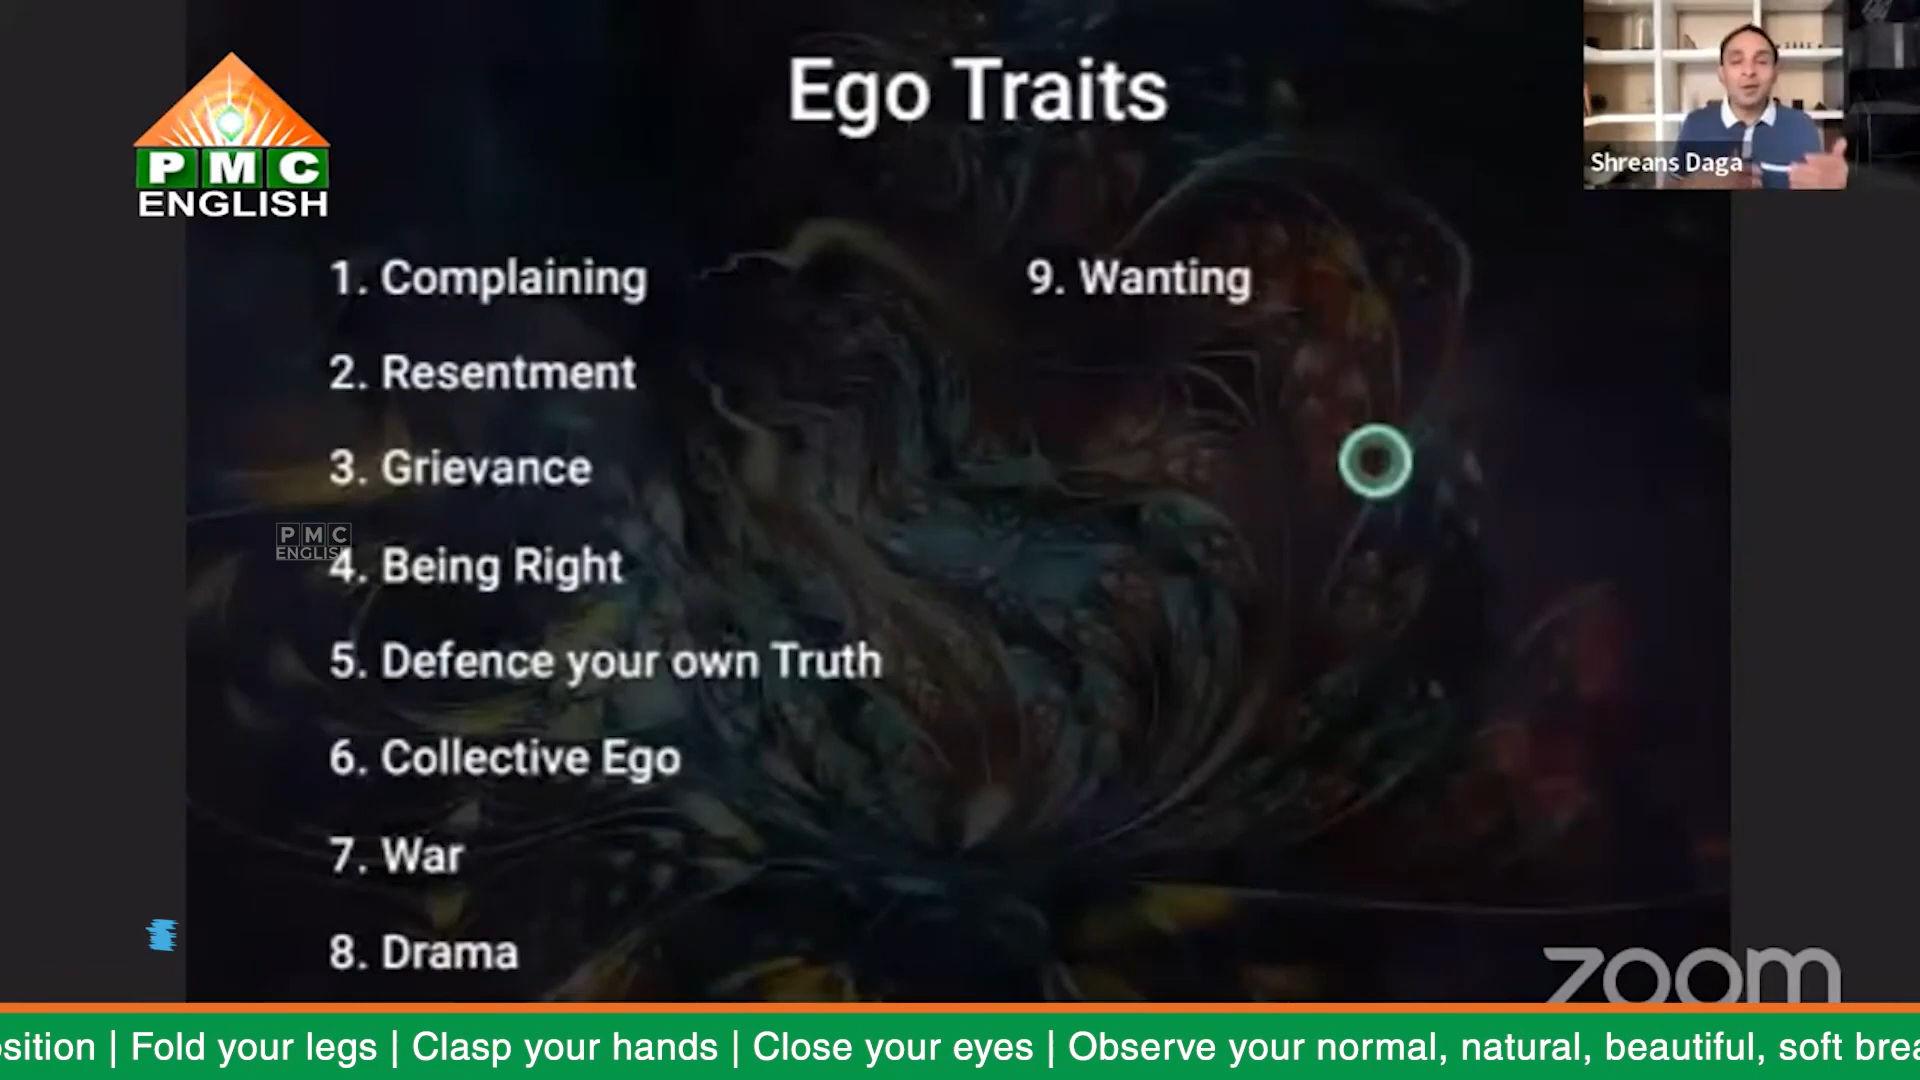 Ego Traits
PMC
ENGLISH
Shreans Daga
1. Complaining
2. Resentment
3. Grievance
PMC
ENGLISH
4. Being Right
5. Defence your own Truth
6. Collective Ego
7. War
8. Drama
9. Wanting
zoom
sition | Fold your legs | Clasp your hands | Close your eyes | Observe your normal, natural, beautiful, soft brea